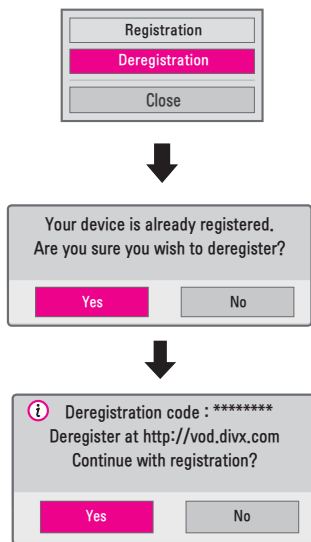 Registration
Deregistration
Close
Your device is already registered.
Are you sure you wish to deregister?
Yes
No
i
Deregistration code : ********
Deregister at http://vod.divx.com
Continue with registration?
Yes
No